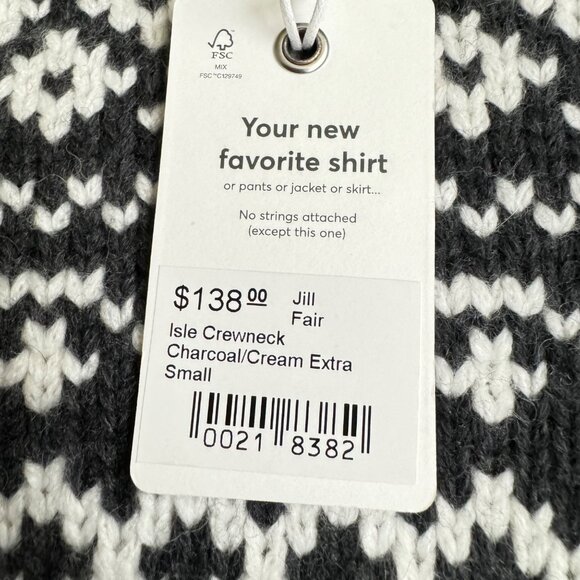 FSC
MIX
FSC™C129749
Your new
favorite shirt
or pants or jacket or skirt...
No strings attached
(except this one)
$138.00 Jill
Fair
Isle Crewneck
Charcoal/Cream Extra
Small
0021 8382